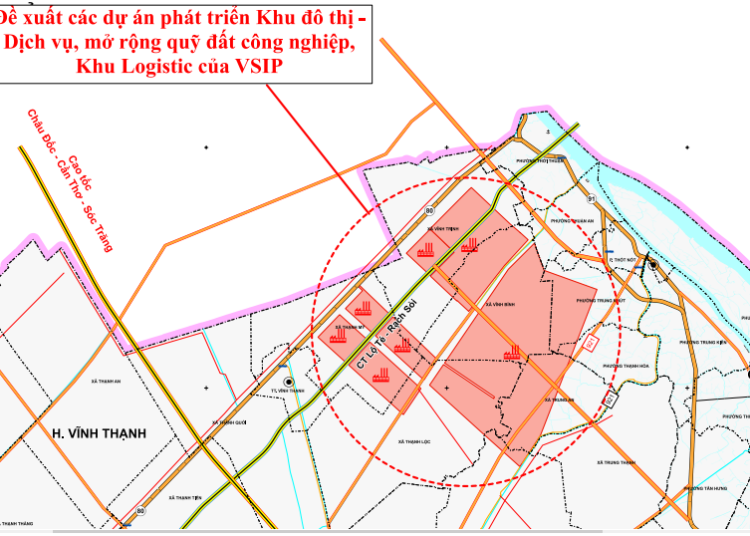 Đề xuất các dự án phát triển Khu đô thị -
Dịch vụ, mở rộng quỹ đất công nghiệp,
Khu Logistic của VSIP
Cao tốc
Châu Đốc - Cần Thơ - Sóc Trăng
PHƯỜNG THỚI THUẬN
91
80
PHƯỜNG THUẬN AN
XÃ VĨNH TRINH
P. THỐT NỐT
XÃ VĨNH BÌNH
PHƯỜNG TRUNG NHỨT
XÃ THẠNH MỸ
CT Lộ Tẻ - Rạch Sỏi
921
PHƯỜNG TRUNG KIÊN
PHƯỜNG THẠNH HÒA
XÃ THẠNH AN
TT. VĨNH THẠNH
921
XÃ TRUNG AN
XÃ THẠNH QUỚI
H. VĨNH THẠNH
XÃ THẠNH LỘC
XÃ TRUNG THẠNH
PHƯỜNG TÂN HƯNG
XÃ THẠNH TIẾN
80
XÃ THẠNH THẮNG